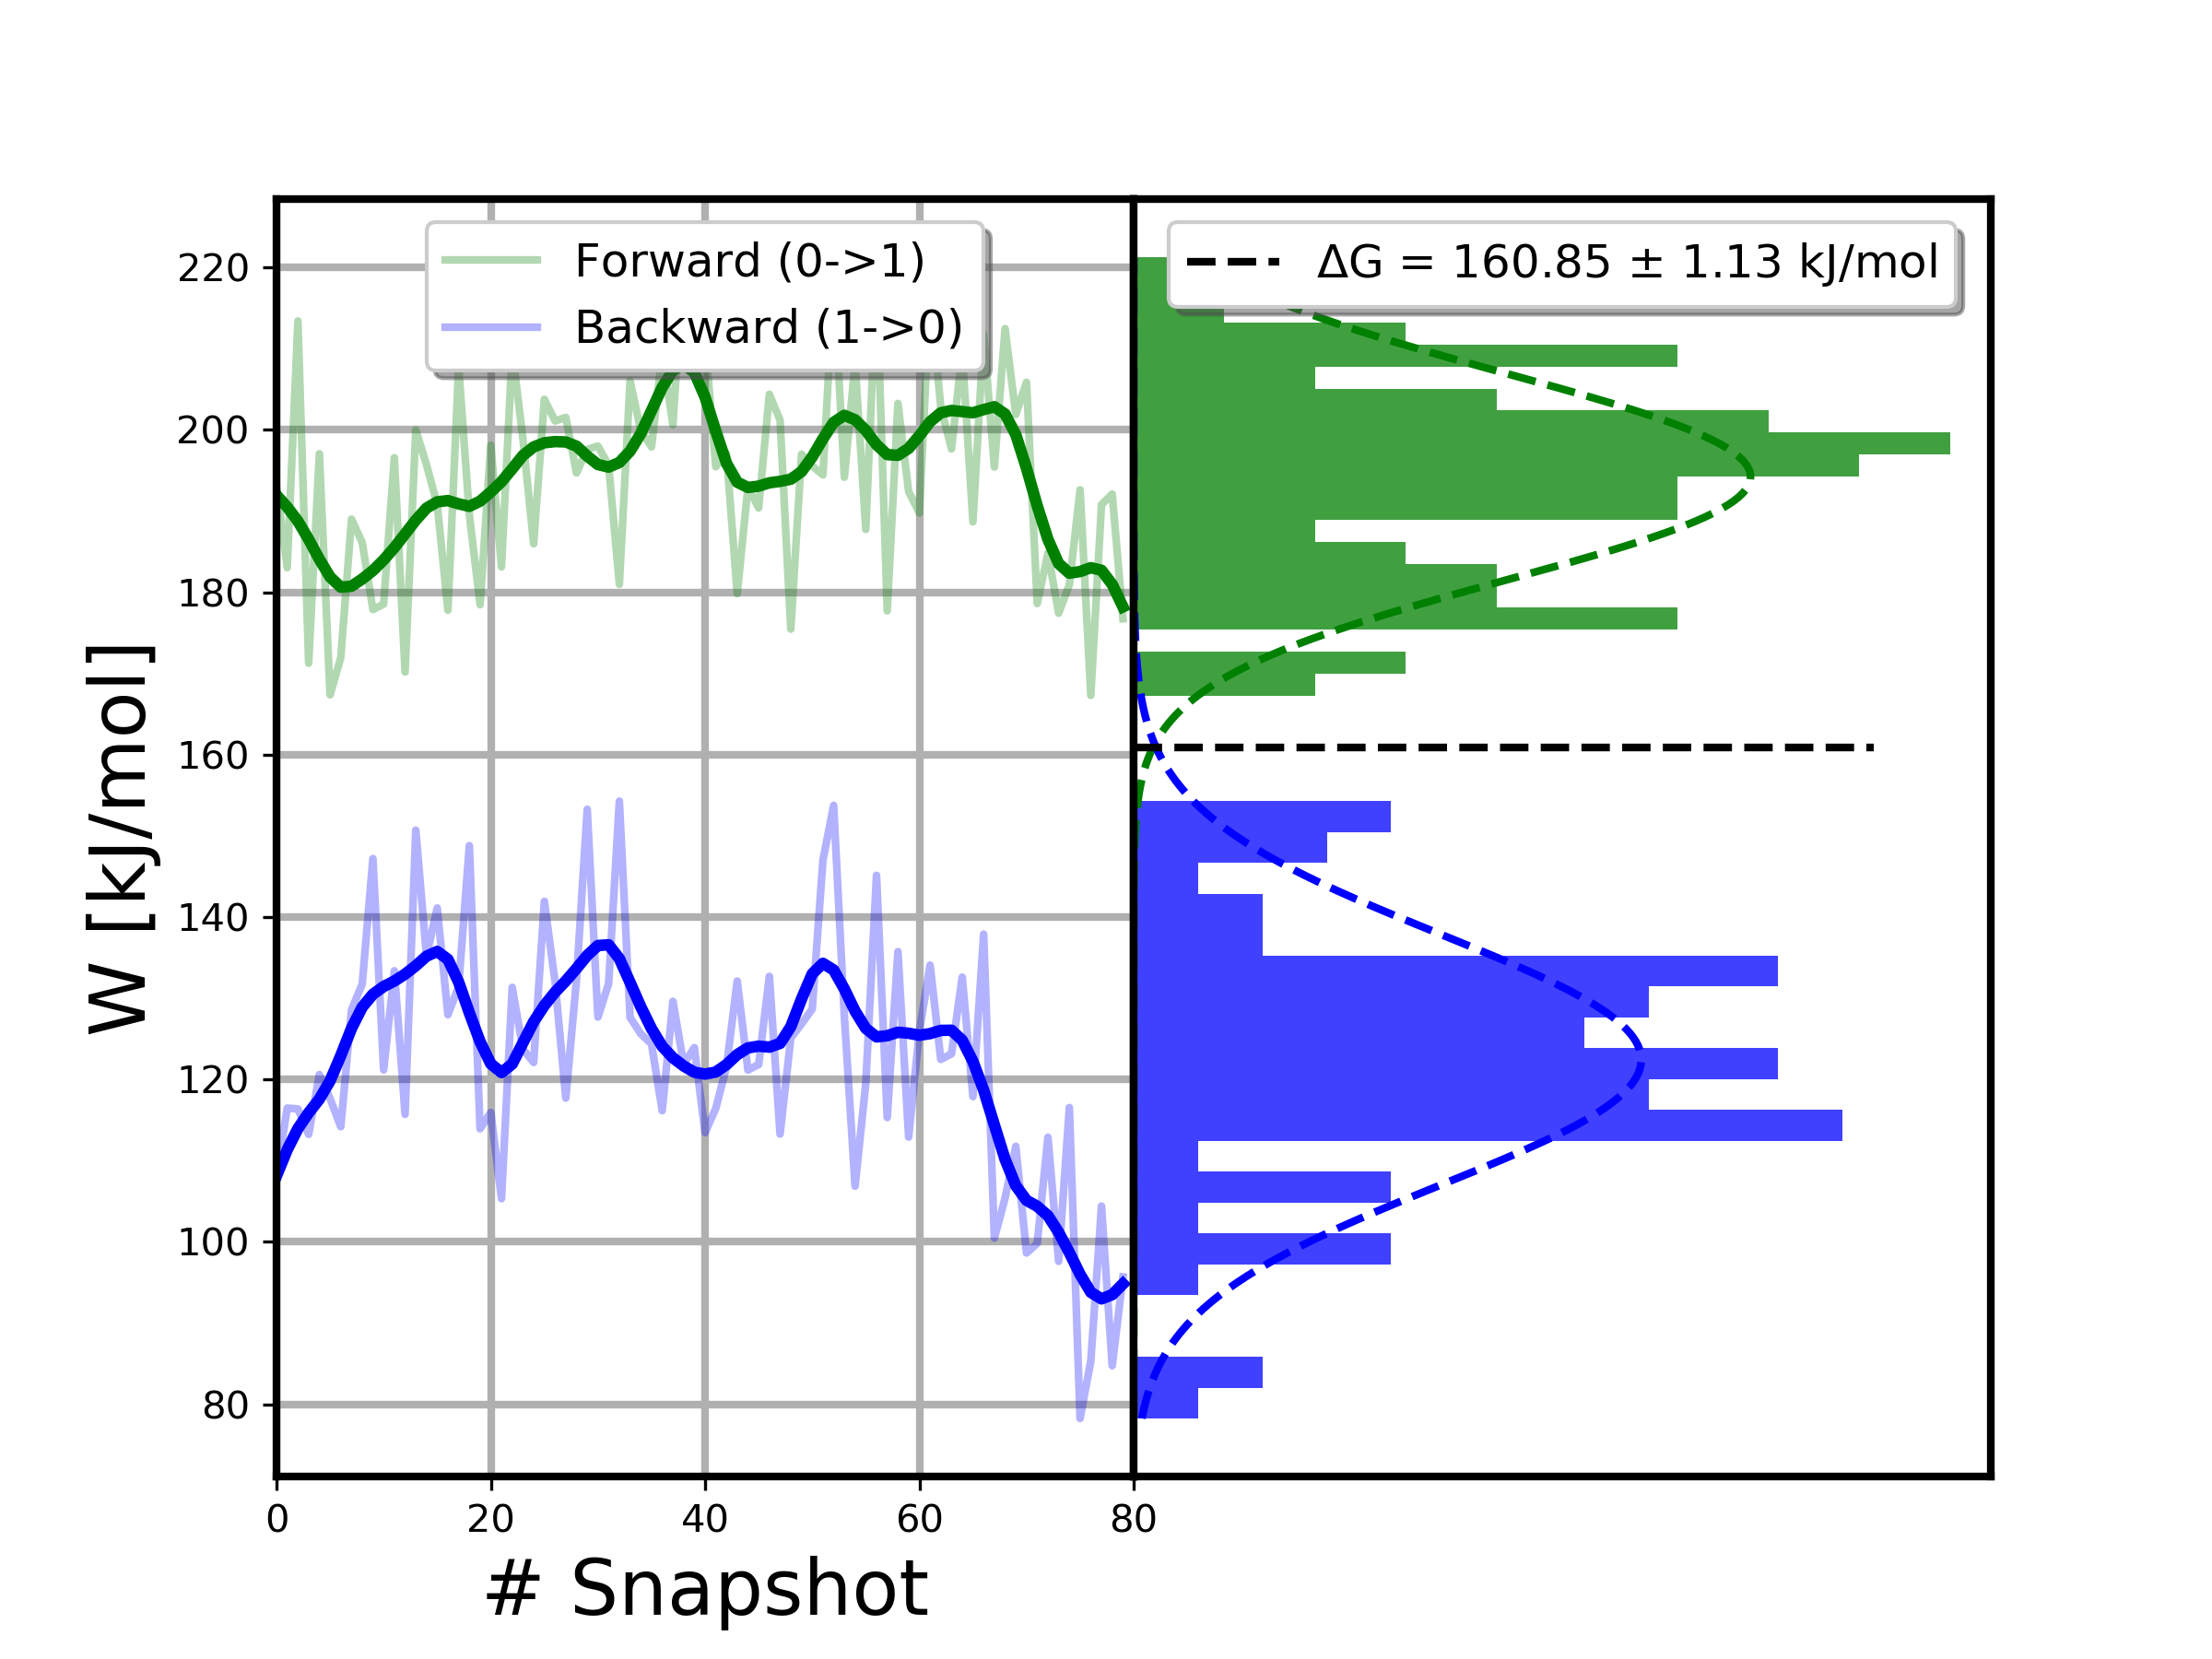 Forward (0->1)
Backward (1->0)
ΔG = 160.85 ± 1.13 kJ/mol
W [kJ/mol]
220
200
180
160
140
120
100
80
0 20 40 60 80
# Snapshot